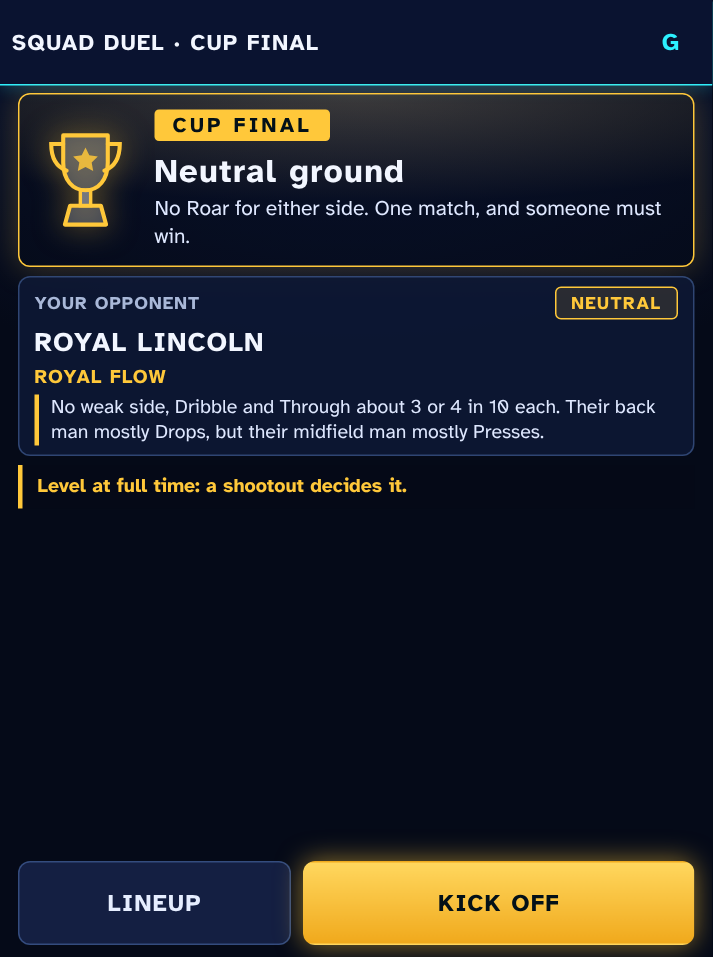 SQUAD DUEL · CUP FINAL
G
CUP FINAL
Neutral ground
No Roar for either side. One match, and someone must
win.
YOUR OPPONENT
NEUTRAL
ROYAL LINCOLN
ROYAL FLOW
No weak side, Dribble and Through about 3 or 4 in 10 each. Their back
man mostly Drops, but their midfield man mostly Presses.
Level at full time: a shootout decides it.
LINEUP
KICK OFF